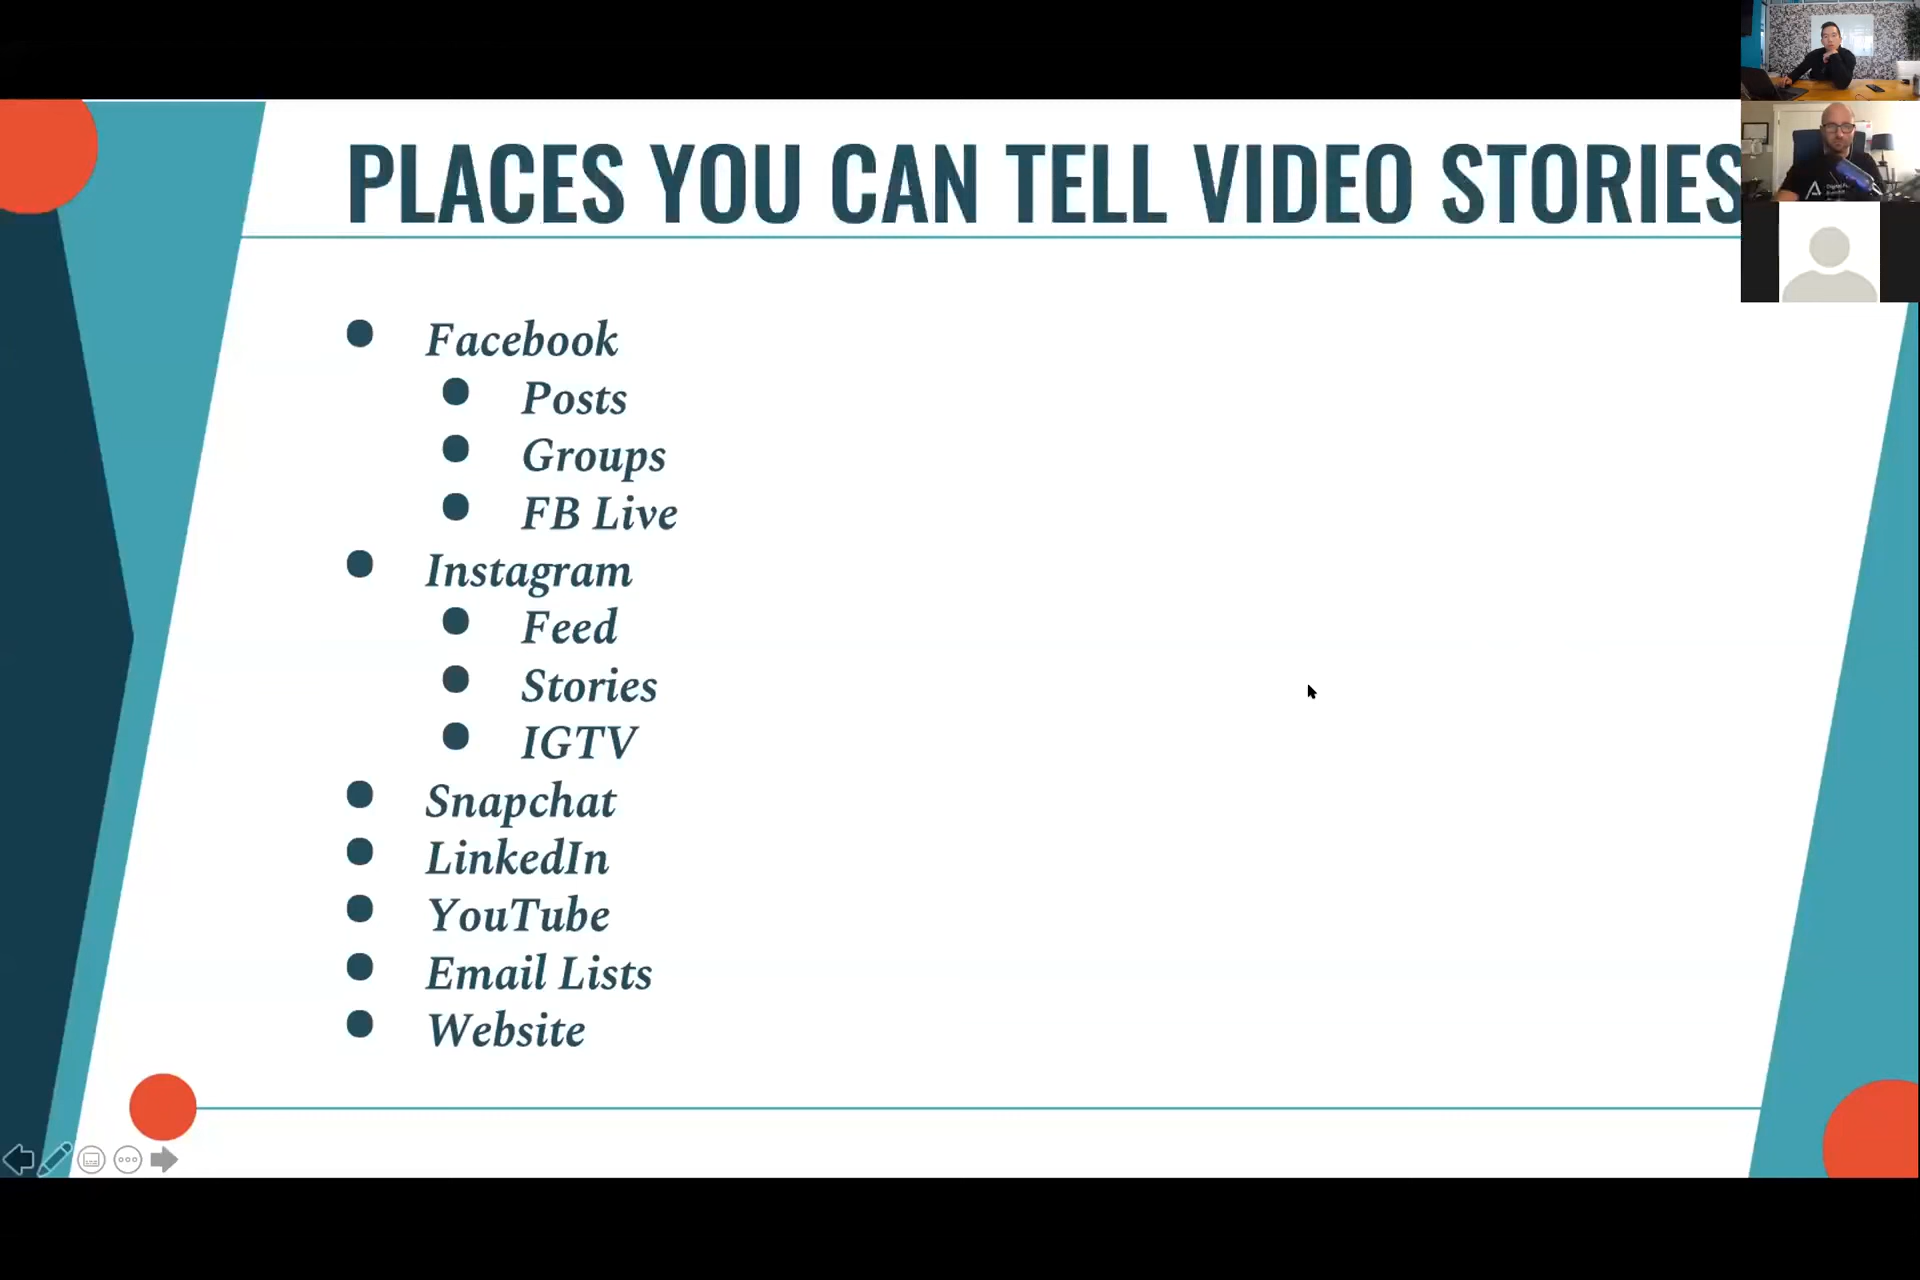 PLACES YOU CAN TELL VIDEO STORIES
Facebook
Posts
Groups
FB Live
Instagram
Feed
Stories
IGTV
Snapchat
LinkedIn
YouTube
Email Lists
Website